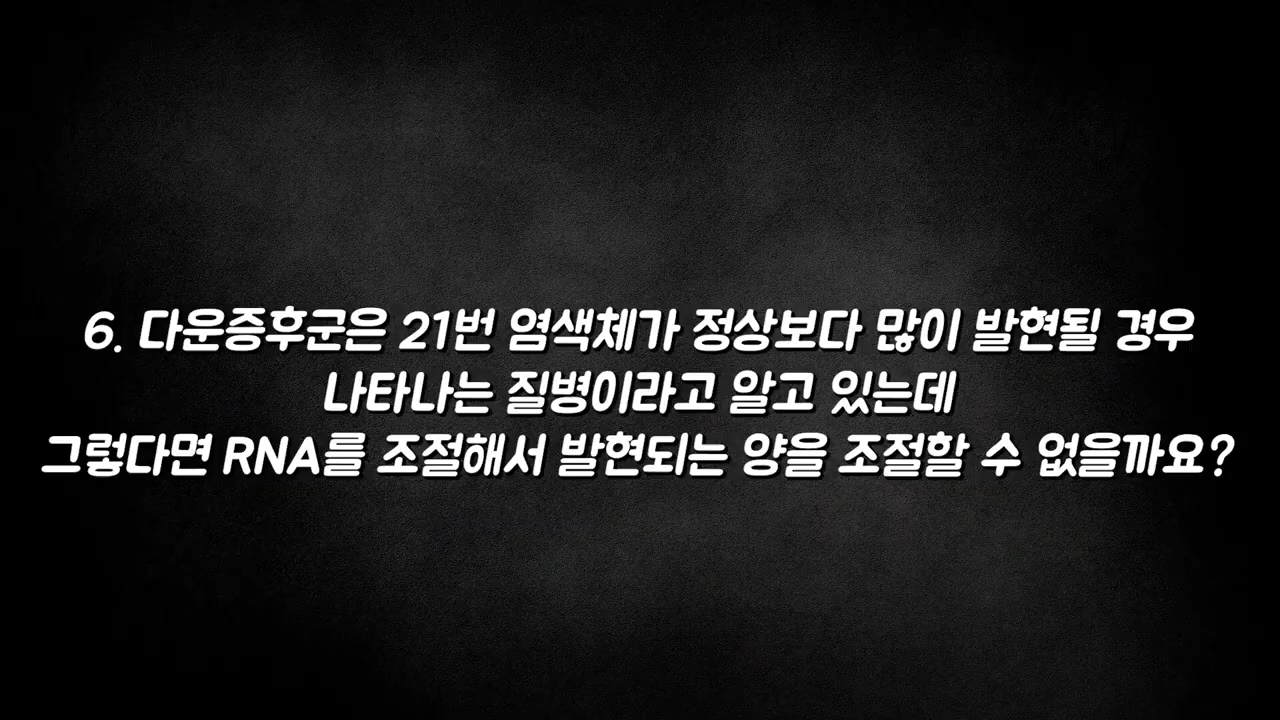 6. 다운증후군은 21번 염색체가 정상보다 많이 발현될 경우
나타나는 질병이라고 알고 있는데
그렇다면 RNA를 조절해서 발현되는 양을 조절할 수 없을까요?